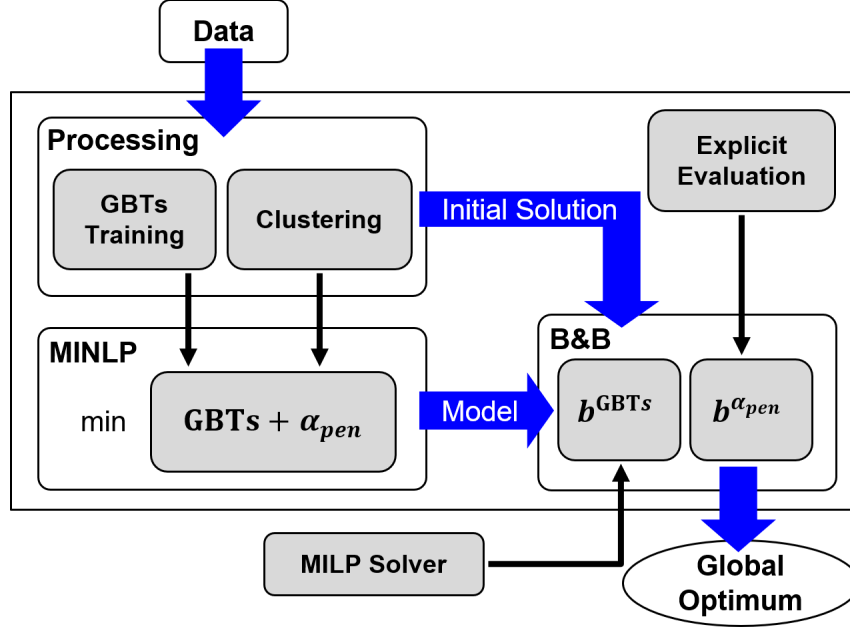 Data
Processing
GBTs
Training
Clustering
Initial Solution
Explicit
Evaluation
MINLP
min
GBTs + α_pen
Model
B&B
b^GBTs
b^α_pen
MILP Solver
Global
Optimum